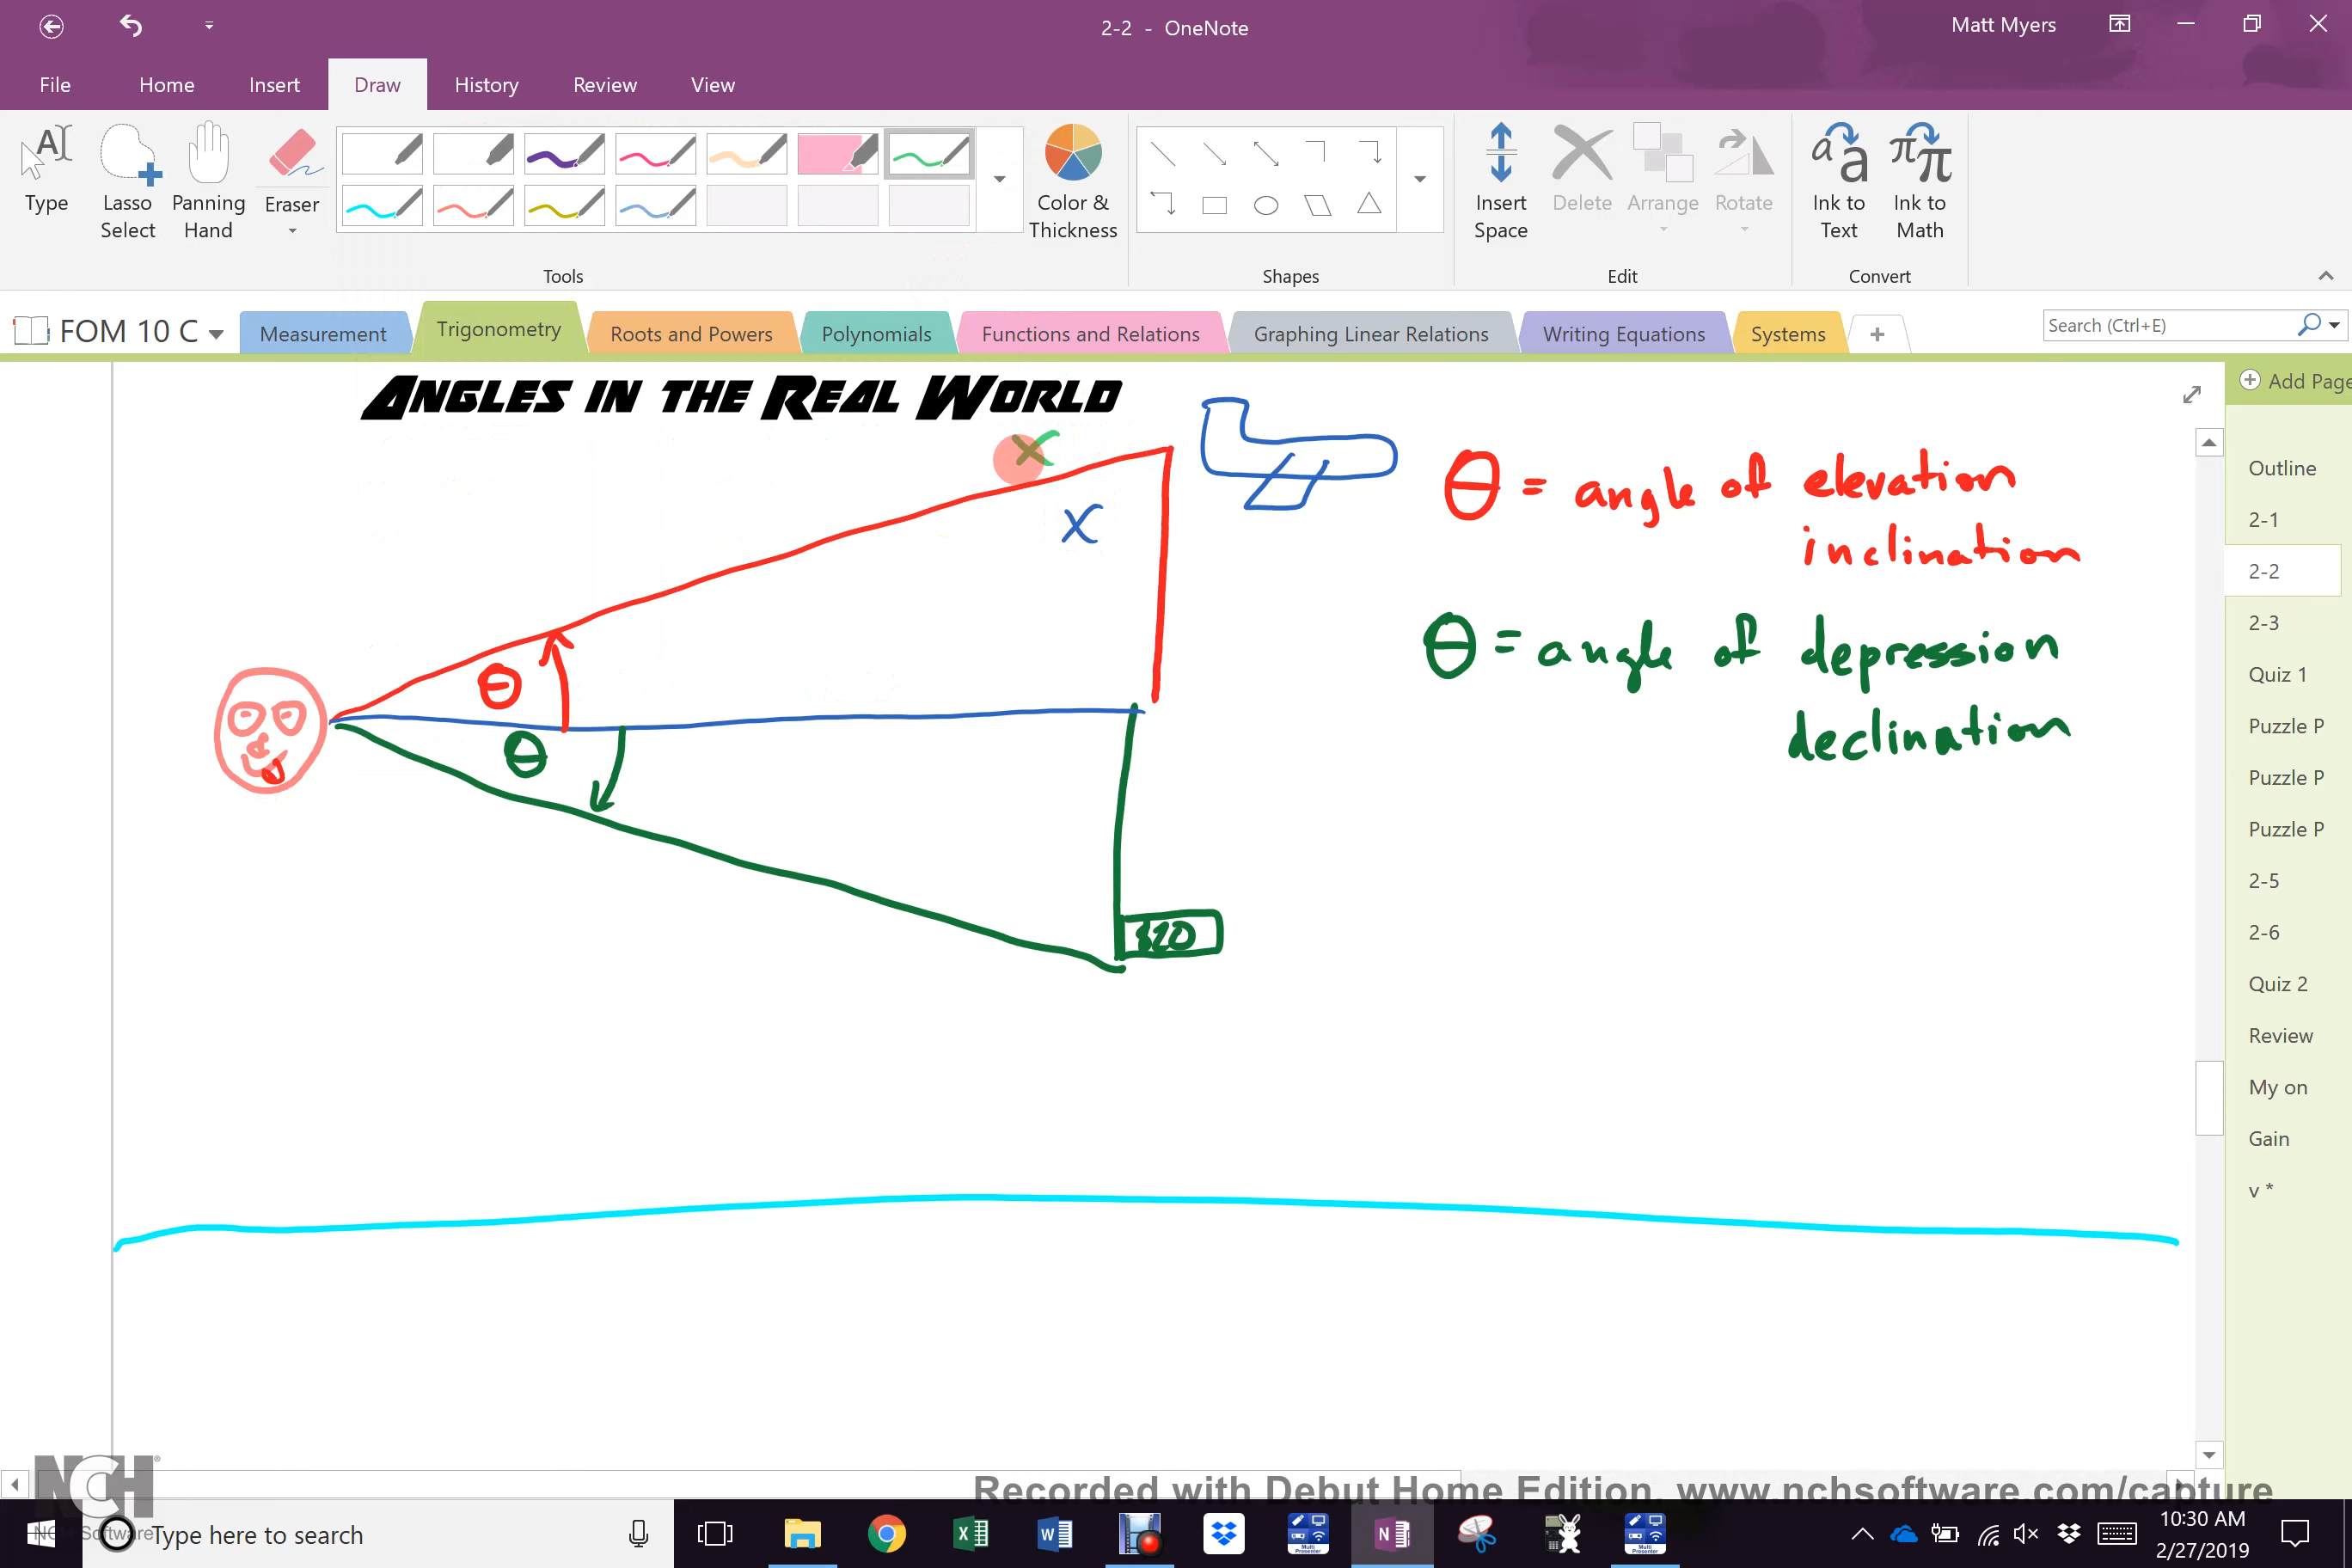 2-2 - OneNote
Matt Myers
File Home Insert Draw History Review View
Type
Lasso Select
Panning Hand
Eraser
Color & Thickness
Insert Space
Delete
Arrange
Rotate
Ink to Text
Ink to Math
Tools
Shapes
Edit
Convert
FOM 10 C
Measurement
Trigonometry
Roots and Powers
Polynomials
Functions and Relations
Graphing Linear Relations
Writing Equations
Systems
Search (Ctrl+E)
Add Page
ANGLES IN THE REAL WORLD
x
x
θ = angle of elevation
inclination
θ = angle of depression
declination
θ
θ
Outline
2-1
2-2
2-3
Quiz 1
Puzzle P
Puzzle P
Puzzle P
2-5
2-6
Quiz 2
Review
My on
Gain
v *
NCH
NCH Software
Recorded with Debut Home Edition. www.nchsoftware.com/capture
Type here to search
10:30 AM
2/27/2019